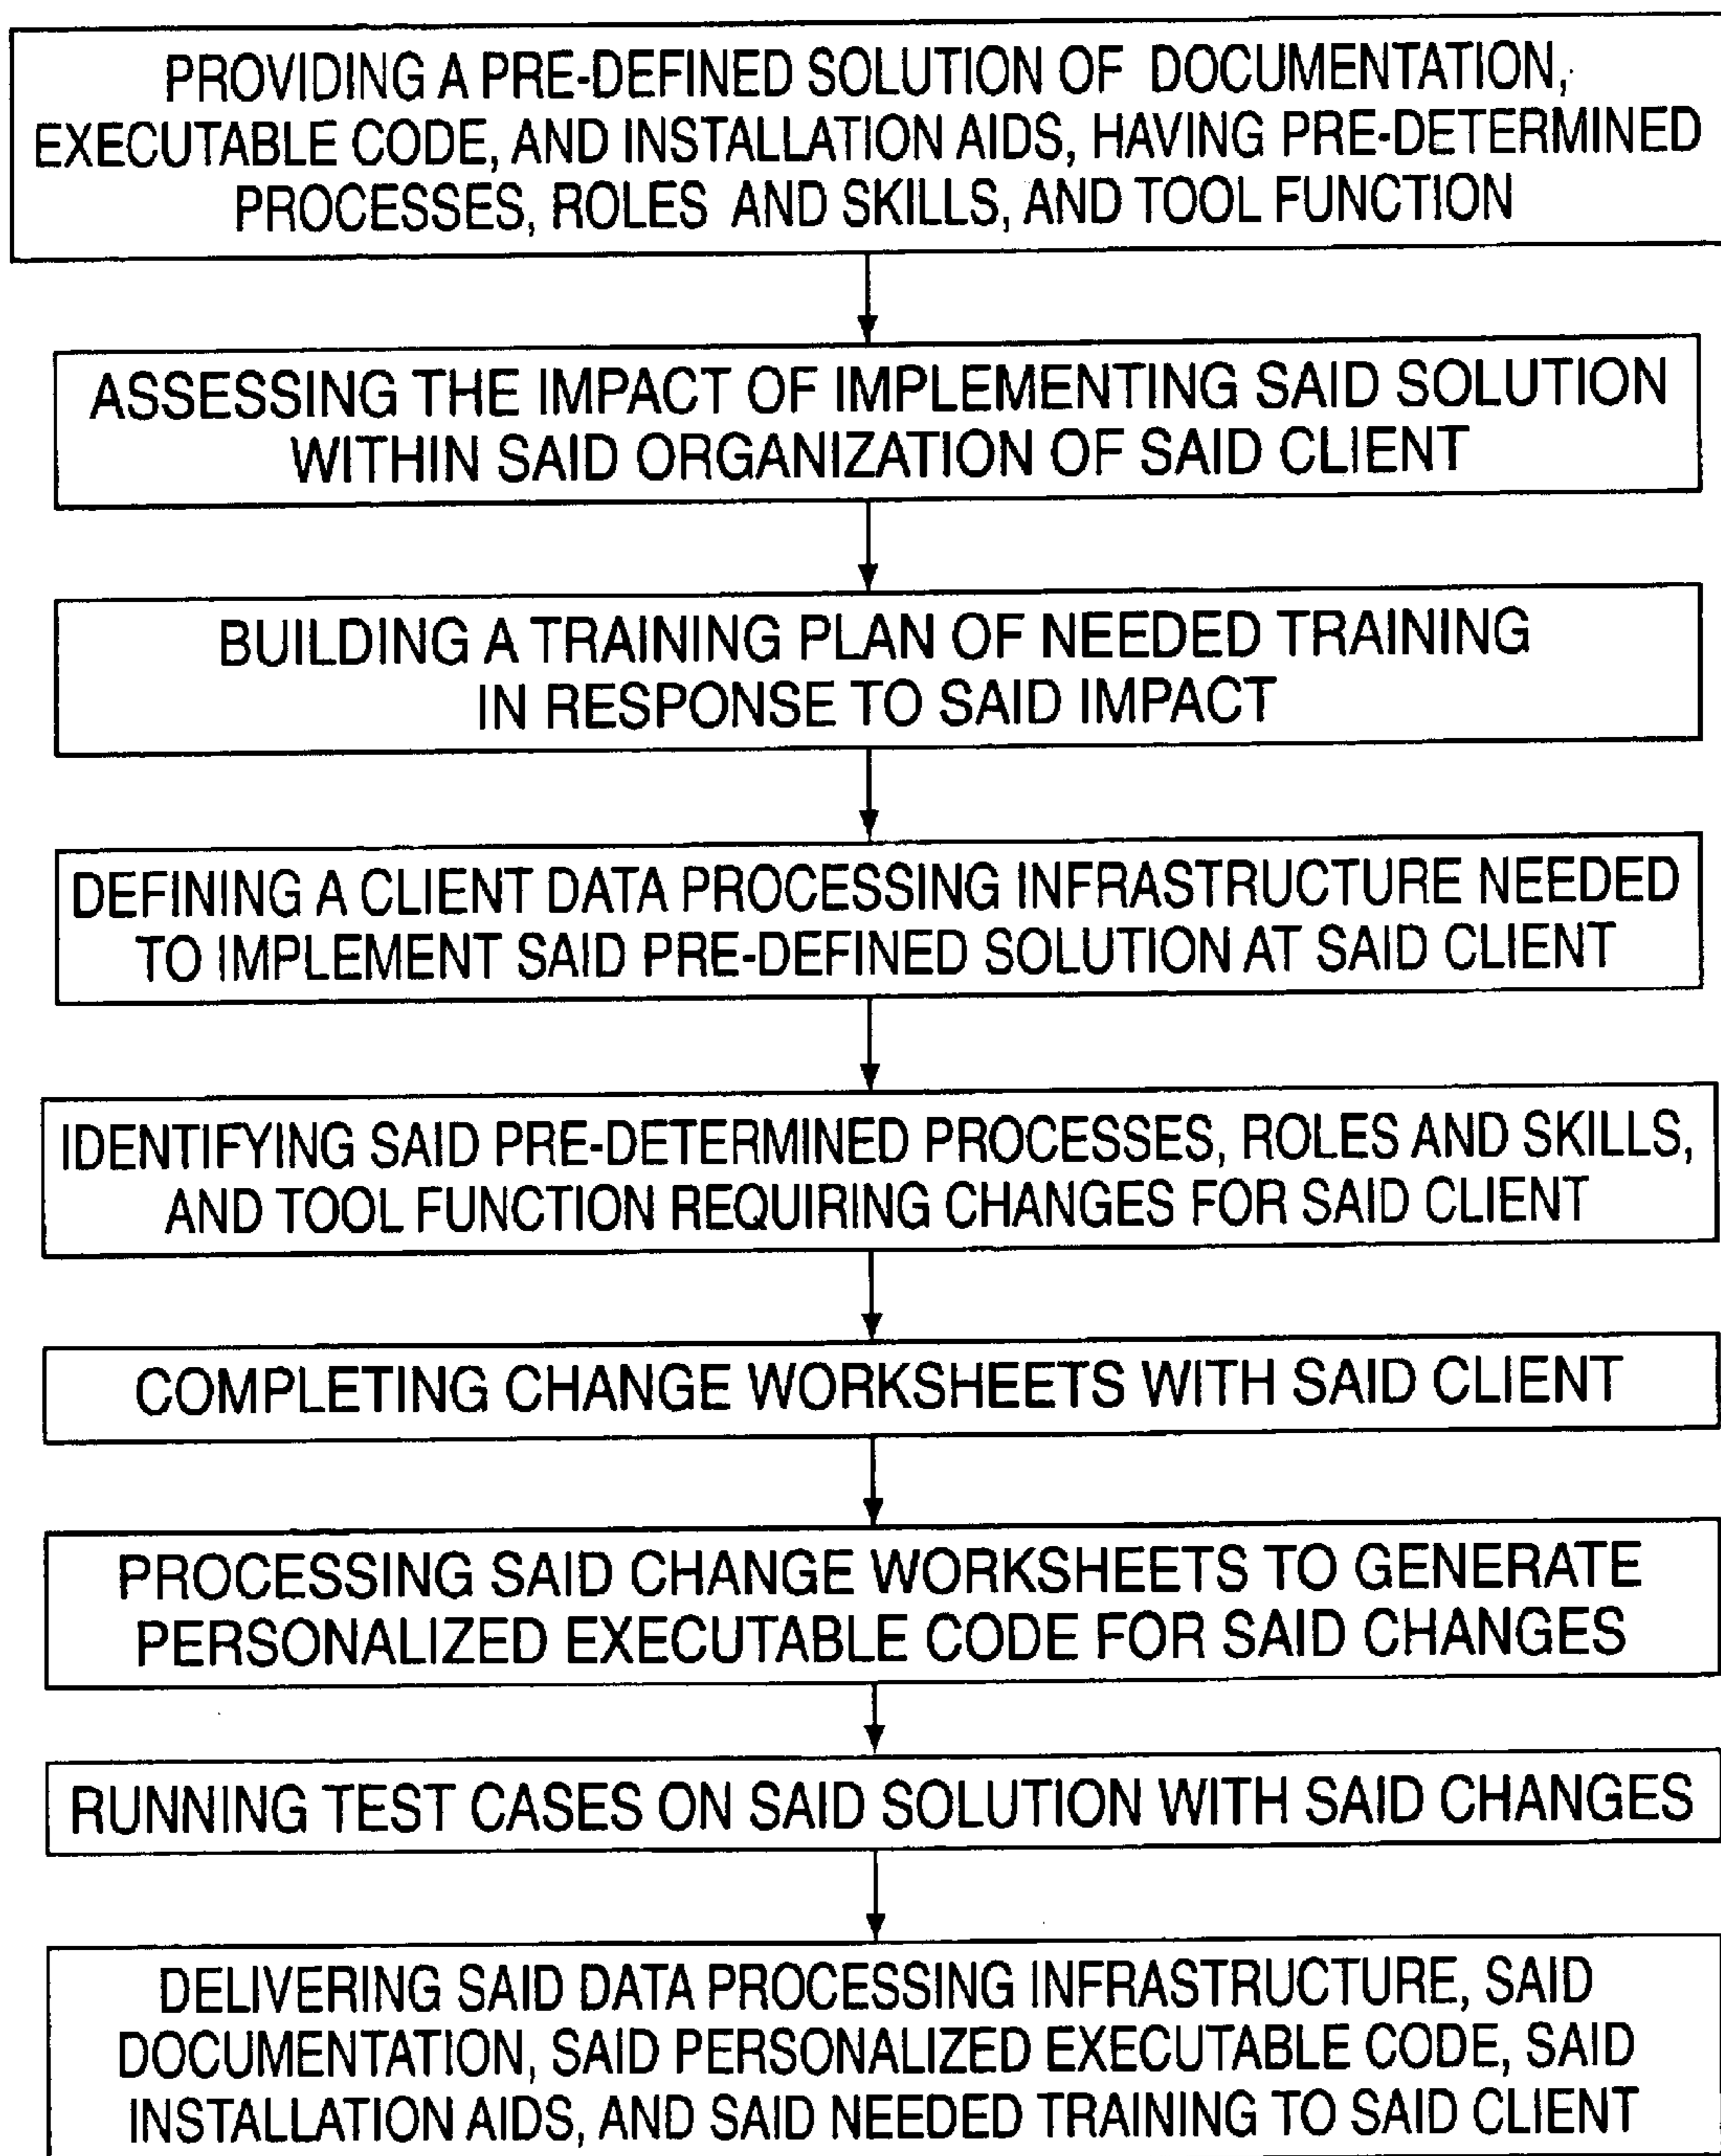 PROVIDING A PRE-DEFINED SOLUTION OF DOCUMENTATION,
EXECUTABLE CODE, AND INSTALLATION AIDS, HAVING PRE-DETERMINED
PROCESSES, ROLES AND SKILLS, AND TOOL FUNCTION
ASSESSING THE IMPACT OF IMPLEMENTING SAID SOLUTION
WITHIN SAID ORGANIZATION OF SAID CLIENT
BUILDING A TRAINING PLAN OF NEEDED TRAINING
IN RESPONSE TO SAID IMPACT
DEFINING A CLIENT DATA PROCESSING INFRASTRUCTURE NEEDED
TO IMPLEMENT SAID PRE-DEFINED SOLUTION AT SAID CLIENT
IDENTIFYING SAID PRE-DETERMINED PROCESSES, ROLES AND SKILLS,
AND TOOL FUNCTION REQUIRING CHANGES FOR SAID CLIENT
COMPLETING CHANGE WORKSHEETS WITH SAID CLIENT
PROCESSING SAID CHANGE WORKSHEETS TO GENERATE
PERSONALIZED EXECUTABLE CODE FOR SAID CHANGES
RUNNING TEST CASES ON SAID SOLUTION WITH SAID CHANGES
DELIVERING SAID DATA PROCESSING INFRASTRUCTURE, SAID
DOCUMENTATION, SAID PERSONALIZED EXECUTABLE CODE, SAID
INSTALLATION AIDS, AND SAID NEEDED TRAINING TO SAID CLIENT